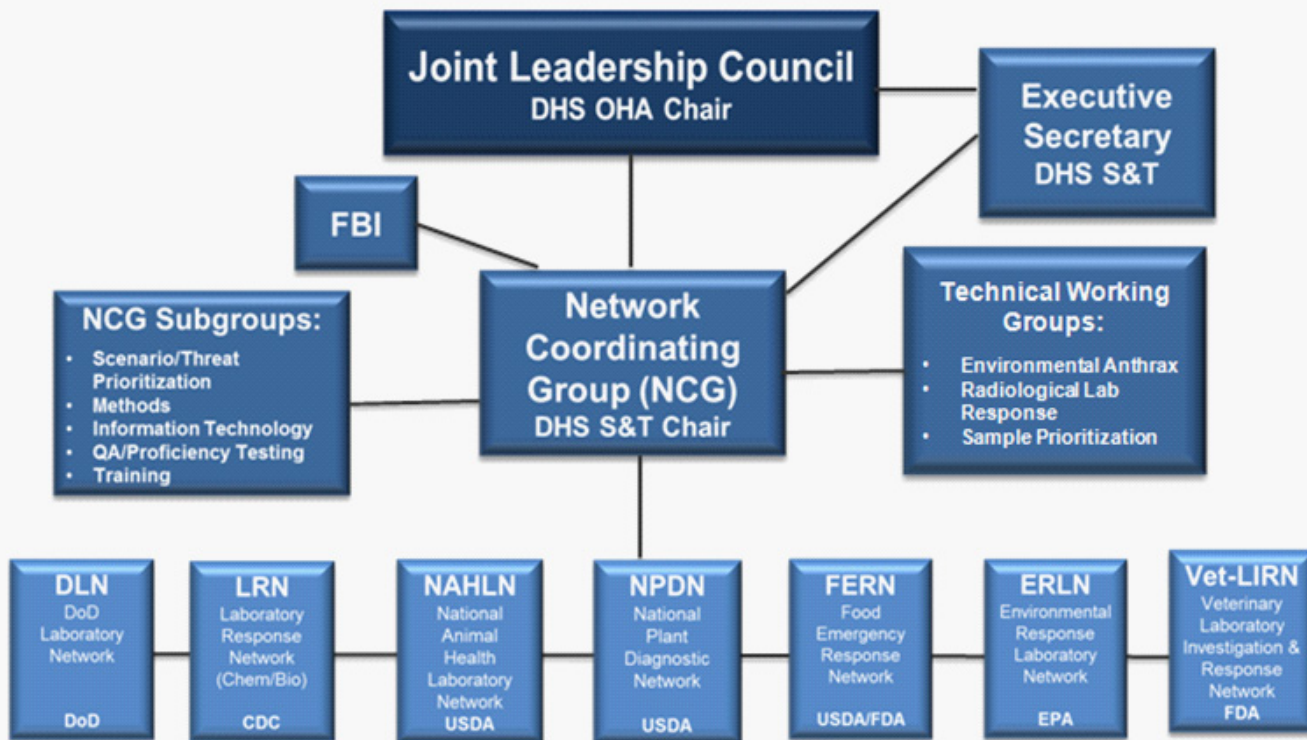 Joint Leadership Council
DHS OHA Chair
Executive
Secretary
DHS S&T
FBI
NCG Subgroups:
• Scenario/Threat
Prioritization
• Methods
• Information Technology
• QA/Proficiency Testing
• Training
Network
Coordinating
Group (NCG)
DHS S&T Chair
Technical Working
Groups:
• Environmental Anthrax
• Radiological Lab
Response
• Sample Prioritization
DLN
DoD
Laboratory
Network
DoD
LRN
Laboratory
Response
Network
(Chem/Bio)
CDC
NAHLN
National
Animal
Health
Laboratory
Network
USDA
NPDN
National
Plant
Diagnostic
Network
USDA
FERN
Food
Emergency
Response
Network
USDA/FDA
ERLN
Environmental
Response
Laboratory
Network
EPA
Vet-LIRN
Veterinary
Laboratory
Investigation &
Response
Network
FDA